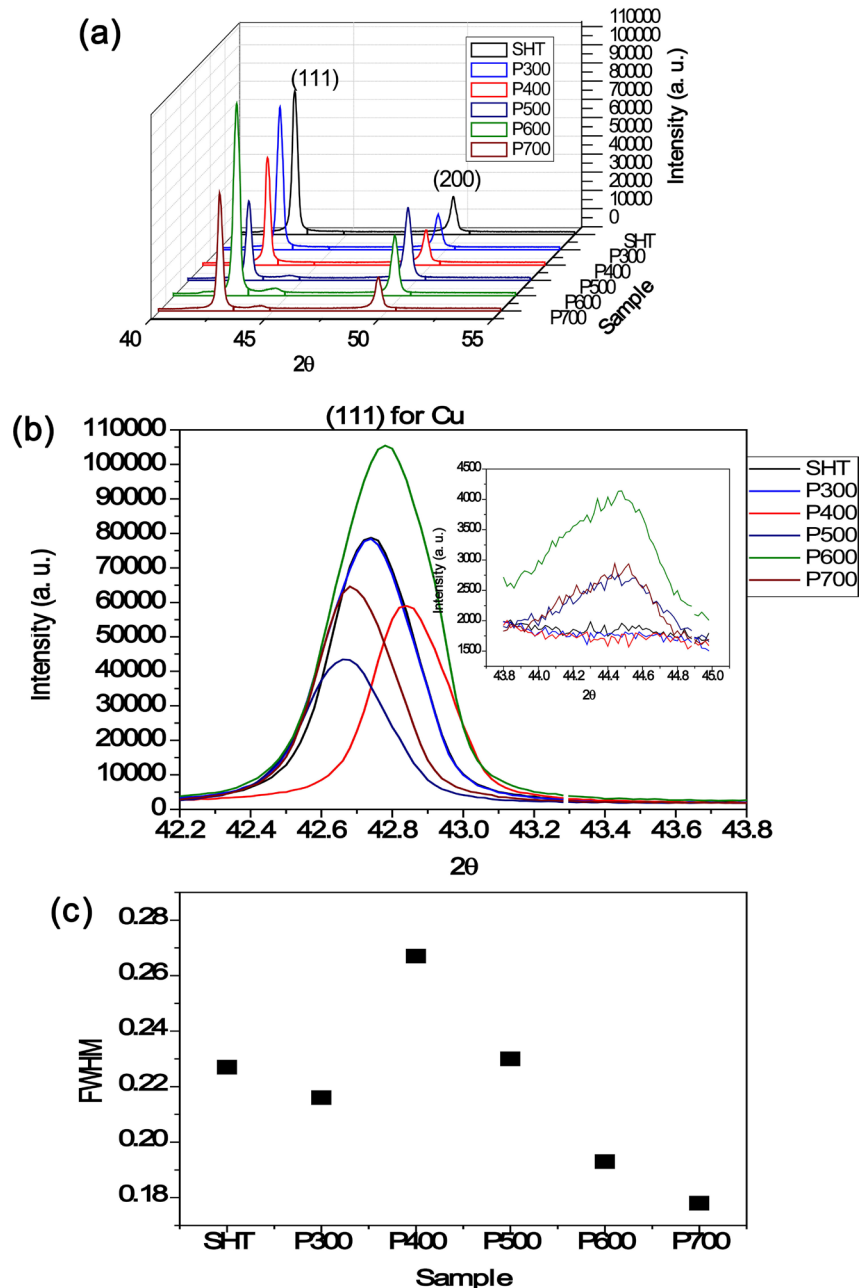 (a)
110000
100000
90000
80000
70000
60000
50000
40000
30000
20000
10000
0
Intensity (a. u.)
SHT
P300
P400
P500
P600
P700
(111)
(200)
SHT
P300
P400
P500
P600
P700
Sample
40
45
50
55
2θ
(b)
(111) for Cu
110000
100000
90000
80000
70000
60000
50000
40000
30000
20000
10000
0
Intensity (a. u.)
42.2 42.4 42.6 42.8 43.0 43.2 43.4 43.6 43.8
2θ
4500
4000
3500
3000
2500
2000
1500
Intensity (a. u.)
43.8 44.0 44.2 44.4 44.6 44.8 45.0
2θ
SHT
P300
P400
P500
P600
P700
(c)
0.28
0.26
0.24
0.22
0.20
0.18
FWHM
SHT P300 P400 P500 P600 P700
Sample